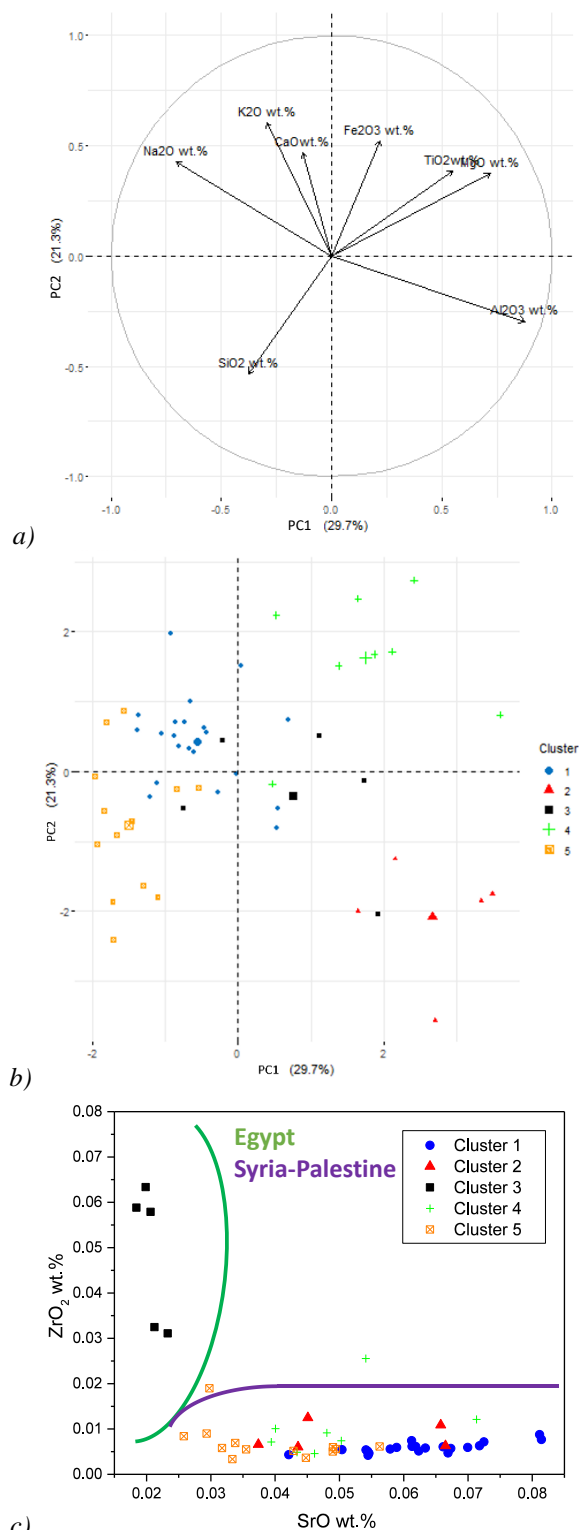 1.0
K2O wt.%
Fe2O3 wt.%
CaO wt.%
0.5
Na2O wt.%
TiO2 wt.%
MgO wt.%
PC2 (21.3%)
0.0
Al2O3 wt.%
SiO2 wt.%
-0.5
-1.0
-1.0 -0.5 0.0 0.5 1.0
PC1 (29.7%)
a)
2
0
-2
PC2 (21.3%)
Cluster
1
2
3
4
5
-2 0 2
PC1 (29.7%)
b)
0.08
0.07
0.06
0.05
0.04
0.03
0.02
0.01
0.00
ZrO2 wt.%
Egypt
Syria-Palestine
Cluster 1
Cluster 2
Cluster 3
Cluster 4
Cluster 5
0.02 0.03 0.04 0.05 0.06 0.07 0.08
SrO wt.%
c)